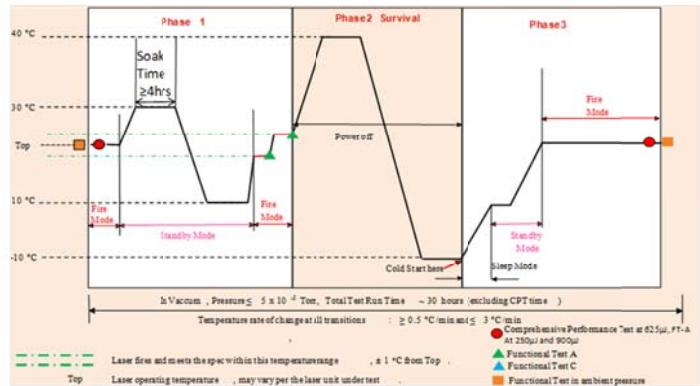 Phase 1
Phase2 Survival
Phase3
40 °C
Soak
Time
≥4hrs
30 °C
Fire
Mode
Power off
Top
10 °C
Fire
Mode
Fire
Mode
Standby Mode
Standby
Mode
-10 °C
Cold Start here
Sleep Mode
In Vaccum , Pressure ≤ 5 x 10 Torr, Total Test Run Time ~ 30 hours (excluding CPT time )
Temperature rate of change at all transitions : ≥ 0.5 °C/min and ≤ 3 °C/min
Comprehensive Performance Test at 625µJ, FT-A
At 250µJ and 900µJ
Laser fires and meets the spec within this temperature range , ± 1 °C from Top .
Functional Test A
Functional Test C
Top Laser operating temperature , may vary per the laser unit under test .
Functional Test in ambient pressure